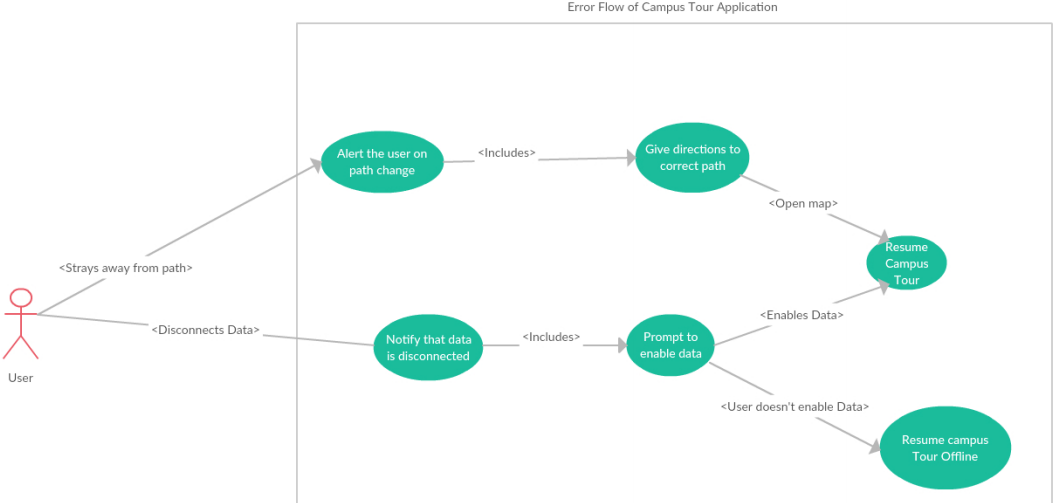 Error Flow of Campus Tour Application
Alert the user on
path change
<Includes>
Give directions to
correct path
<Open map>
Resume
Campus
Tour
<Strays away from path>
User
<Disconnects Data>
Notify that data
is disconnected
<Includes>
Prompt to
enable data
<Enables Data>
<User doesn't enable Data>
Resume campus
Tour Offline